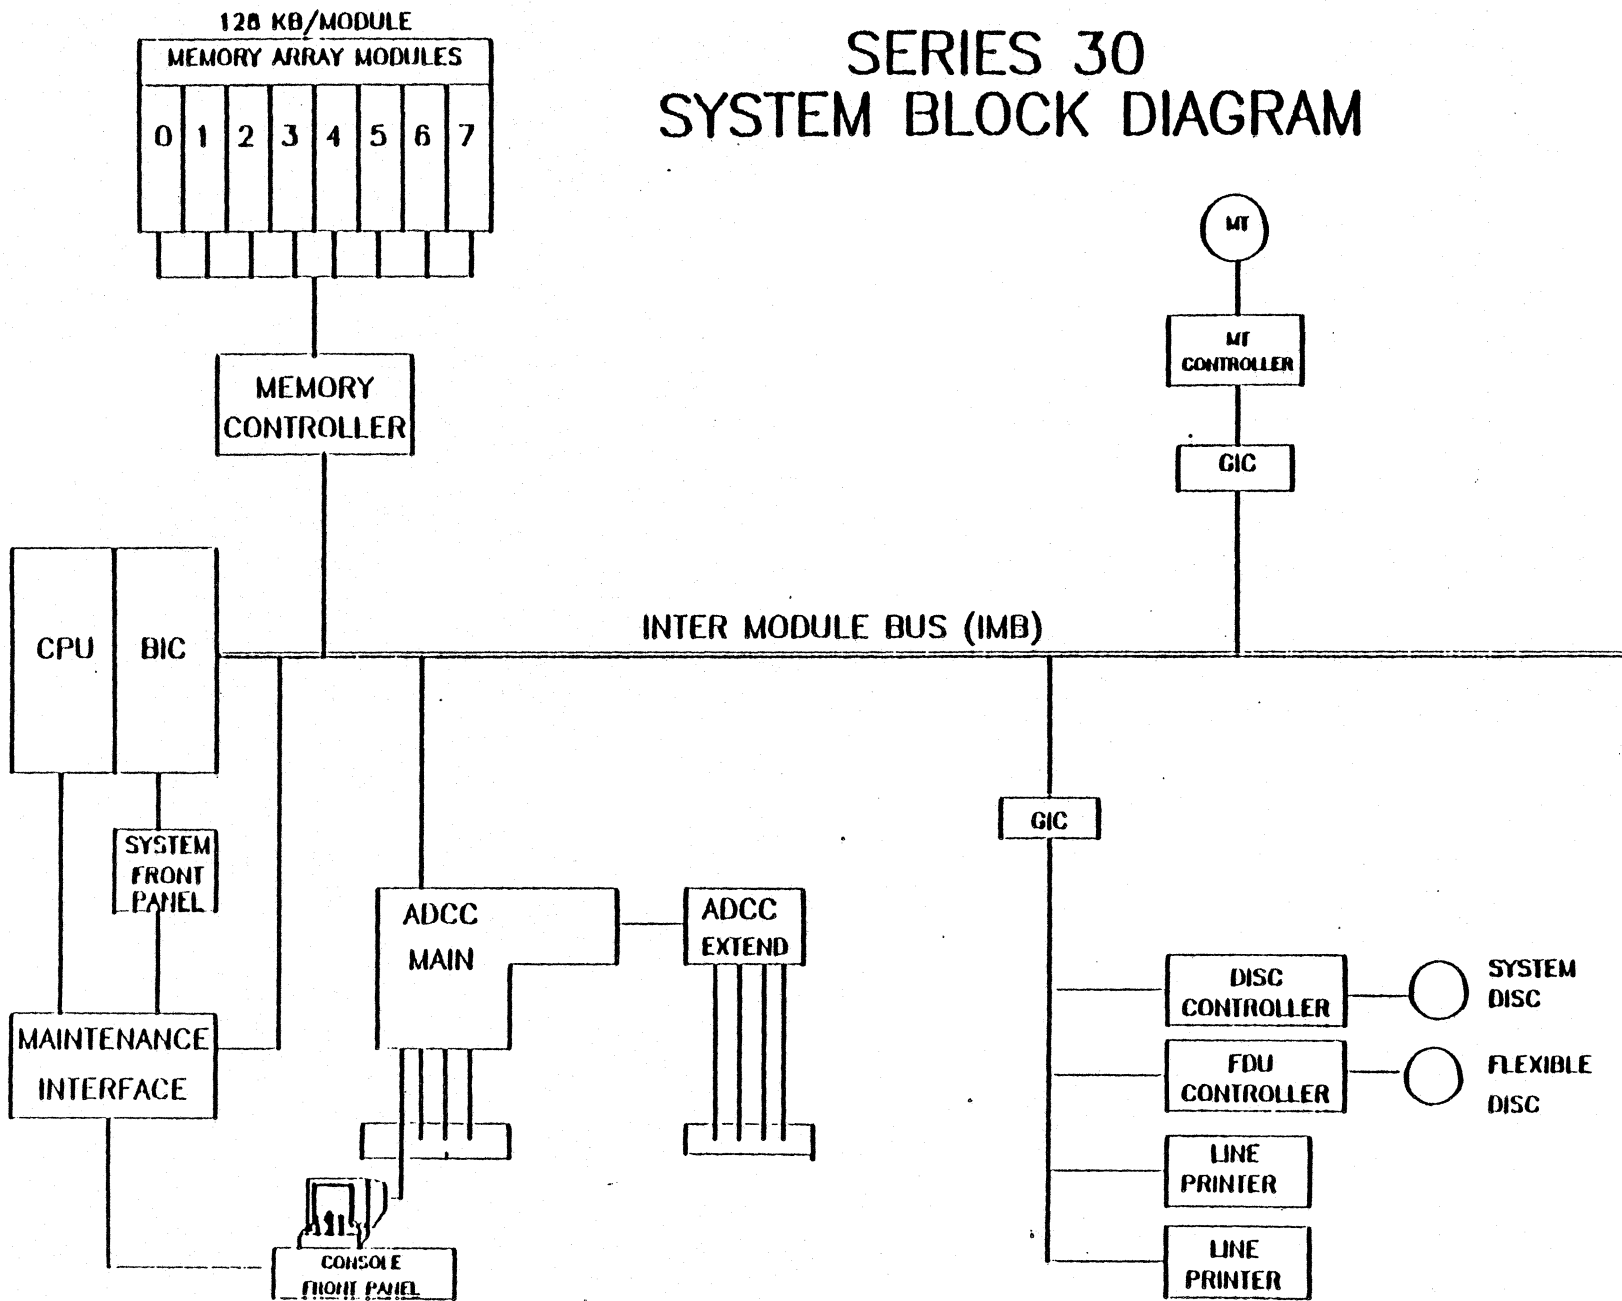 128 KB/MODULE
MEMORY ARRAY MODULES
0 1 2 3 4 5 6 7
SERIES 30
SYSTEM BLOCK DIAGRAM
MT
MT
CONTROLLER
GIC
MEMORY
CONTROLLER
CPU
BIC
INTER MODULE BUS (IMB)
GIC
SYSTEM
FRONT
PANEL
ADCC
MAIN
ADCC
EXTEND
MAINTENANCE
INTERFACE
DISC
CONTROLLER
SYSTEM
DISC
FDU
CONTROLLER
FLEXIBLE
DISC
LINE
PRINTER
LINE
PRINTER
CONSOLE
FRONT PANEL